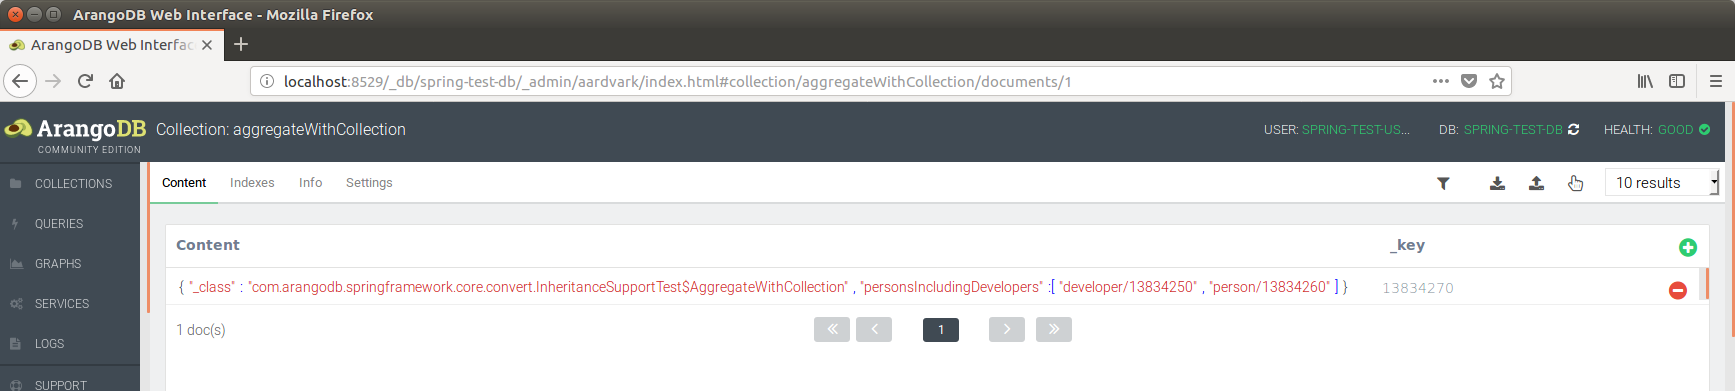 ArangoDB Web Interface - Mozilla Firefox
ArangoDB Web Interfac
localhost:8529/_db/spring-test-db/_admin/aardvark/index.html#collection/aggregateWithCollection/documents/1
ArangoDB Collection: aggregateWithCollection USER: SPRING-TEST-US... DB: SPRING-TEST-DB HEALTH: GOOD
COMMUNITY EDITION
COLLECTIONS
QUERIES
GRAPHS
SERVICES
LOGS
SUPPORT
Content Indexes Info Settings 10 results
Content _key
{ "_class" : "com.arangodb.springframework.core.convert.InheritanceSupportTest$AggregateWithCollection" , "personsIncludingDevelopers" :[ "developer/13834250" , "person/13834260" ] } 13834270
1 doc(s) 1